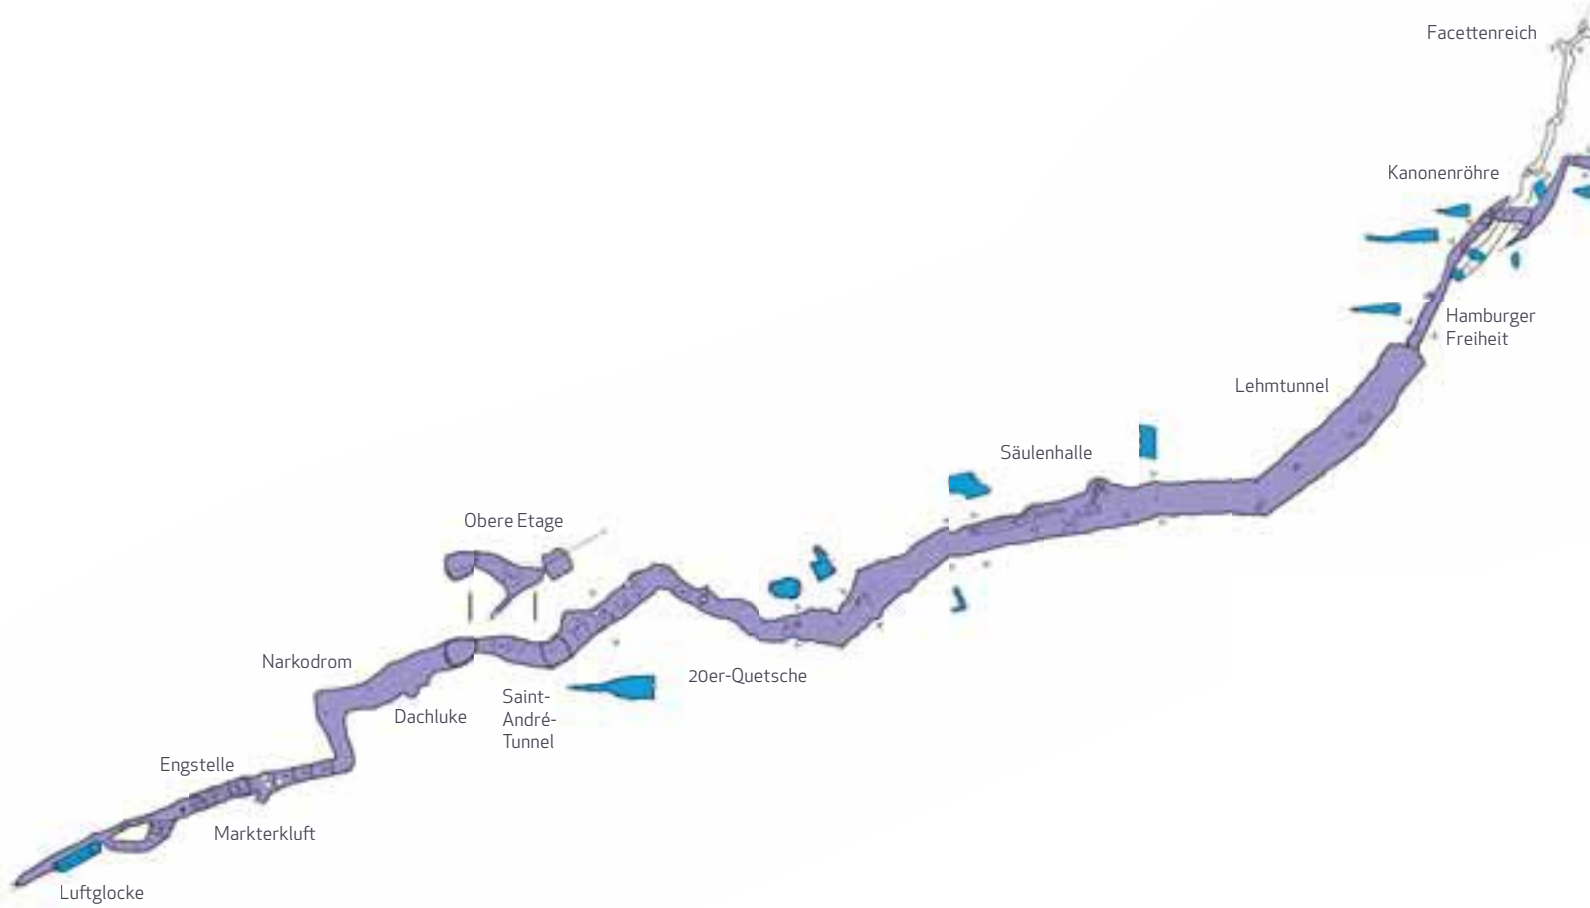 Facettenreich
Kanonenröhre
Hamburger
Freiheit
Lehmtunnel
Säulenhalle
Obere Etage
Narkodrom
20er-Quetsche
Saint-
André-
Tunnel
Dachluke
Engstelle
Markterkluft
Luftglocke